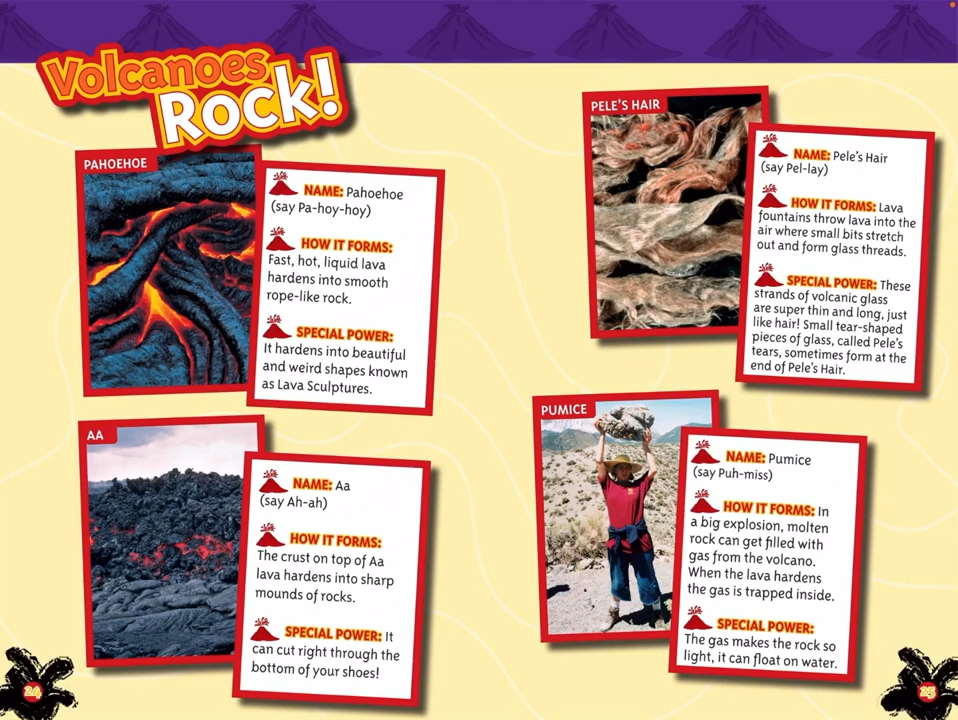 Volcanoes
Rock!
PAHOEHOE
NAME: Pahoehoe
(say Pa-hoy-hoy)
HOW IT FORMS:
Fast, hot, liquid lava
hardens into smooth
rope-like rock.
SPECIAL POWER:
It hardens into beautiful
and weird shapes known
as Lava Sculptures.
AA
NAME: Aa
(say Ah-ah)
HOW IT FORMS:
The crust on top of Aa
lava hardens into sharp
mounds of rocks.
SPECIAL POWER: It
can cut right through the
bottom of your shoes!
24
PELE'S HAIR
NAME: Pele's Hair
(say Pel-lay)
HOW IT FORMS: Lava
fountains throw lava into the
air where small bits stretch
out and form glass threads.
SPECIAL POWER: These
strands of volcanic glass
are super thin and long, just
like hair! Small tear-shaped
pieces of glass, called Pele's
tears, sometimes form at the
end of Pele's Hair.
PUMICE
NAME: Pumice
(say Puh-miss)
HOW IT FORMS: In
a big explosion, molten
rock can get filled with
gas from the volcano.
When the lava hardens
the gas is trapped inside.
SPECIAL POWER:
The gas makes the rock so
light, it can float on water.
25